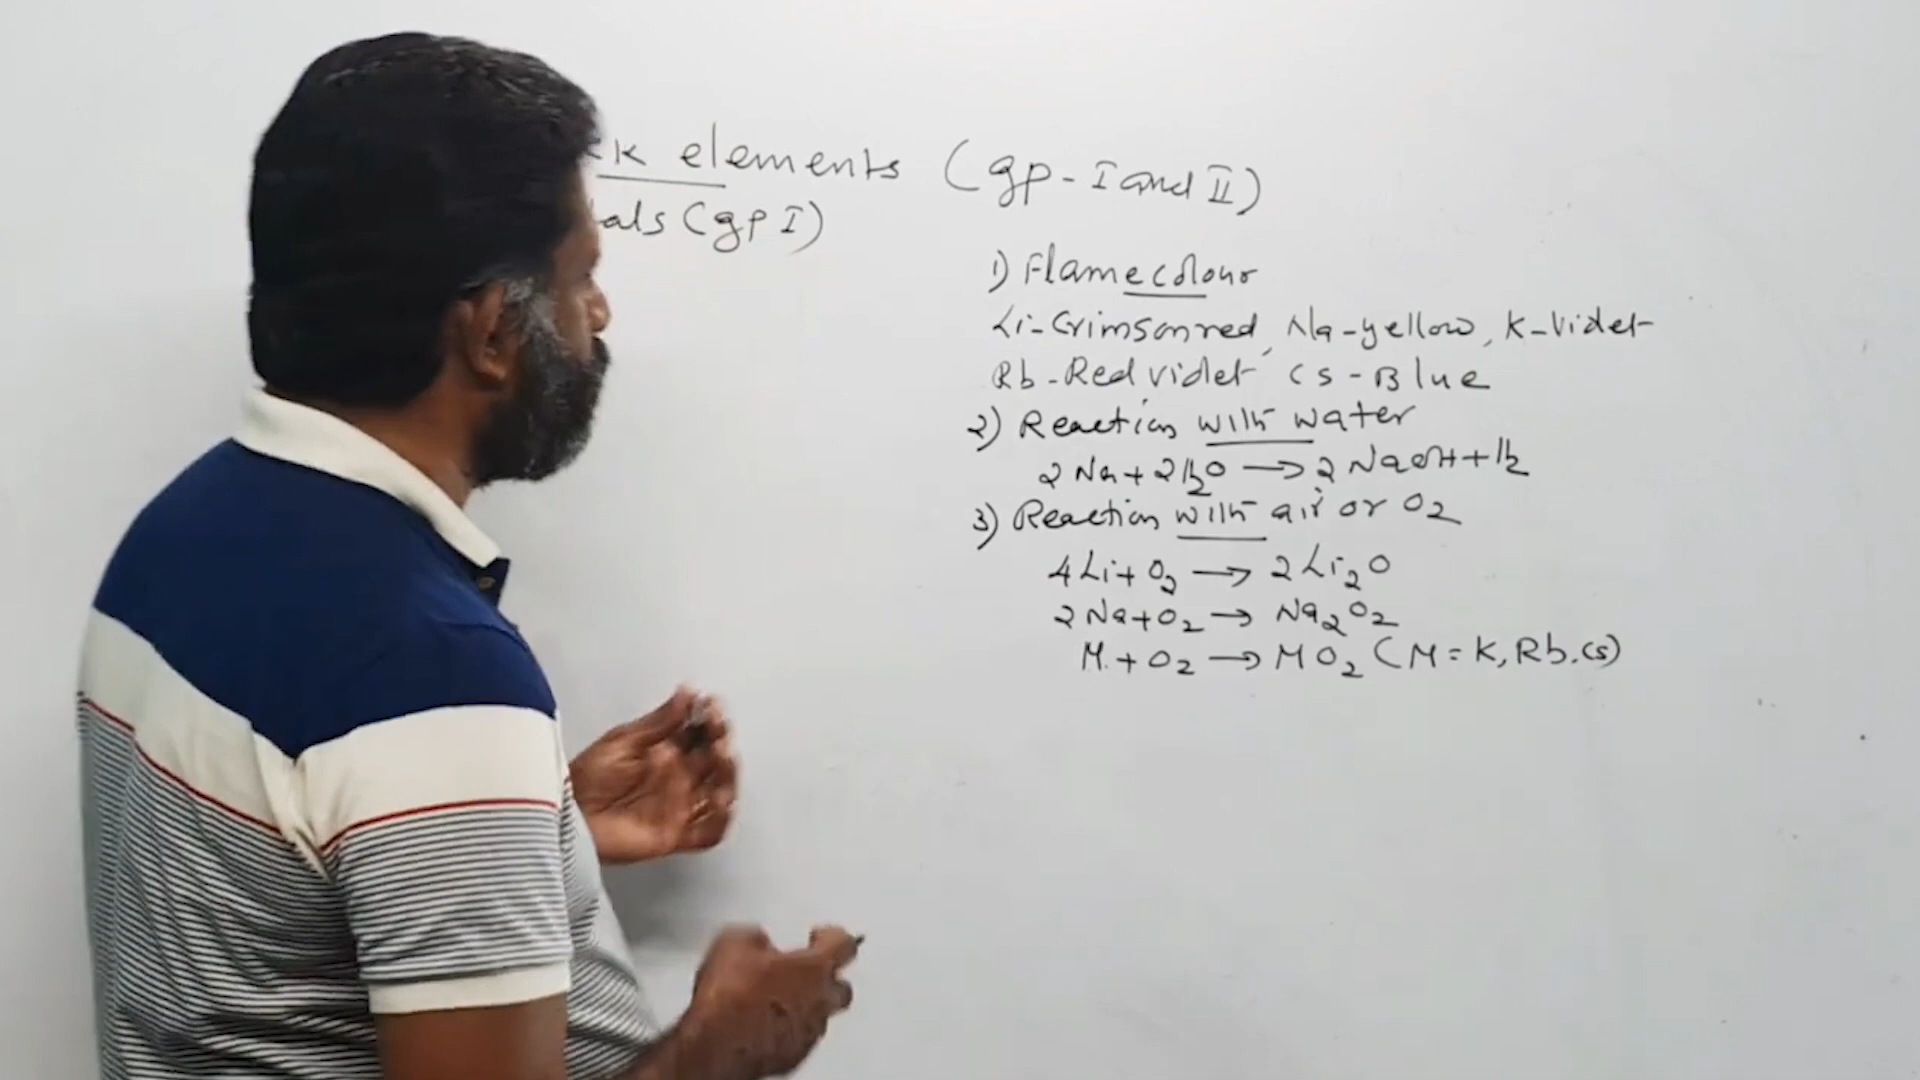 k elements (gp-I and II)
als (gp I)
1) Flame colour
Li-Crimson red, Na-yellow, K-Violet
Rb-Red violet Cs-Blue
2) Reaction with water
2Na+2H₂O → 2NaOH+H₂
3) Reaction with air or O₂
4Li+O₂ → 2Li₂O
2Na+O₂ → Na₂O₂
M+O₂ → MO₂ (M=K, Rb, Cs)